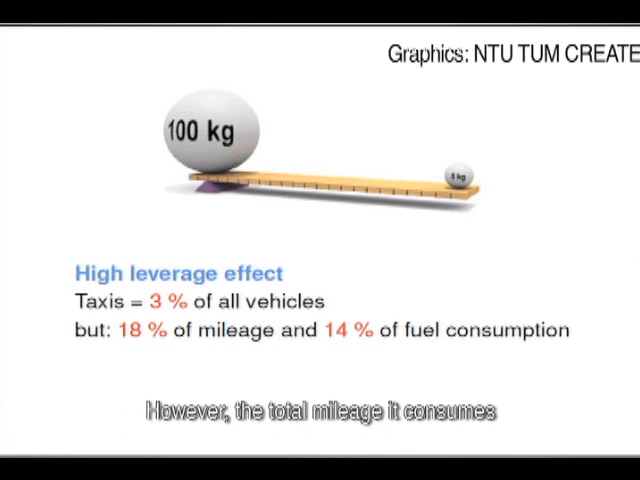 Graphics: NTU TUM CREATE
100 kg
5 kg
High leverage effect
Taxis = 3 % of all vehicles
but: 18 % of mileage and 14 % of fuel consumption
However, the total mileage it consumes